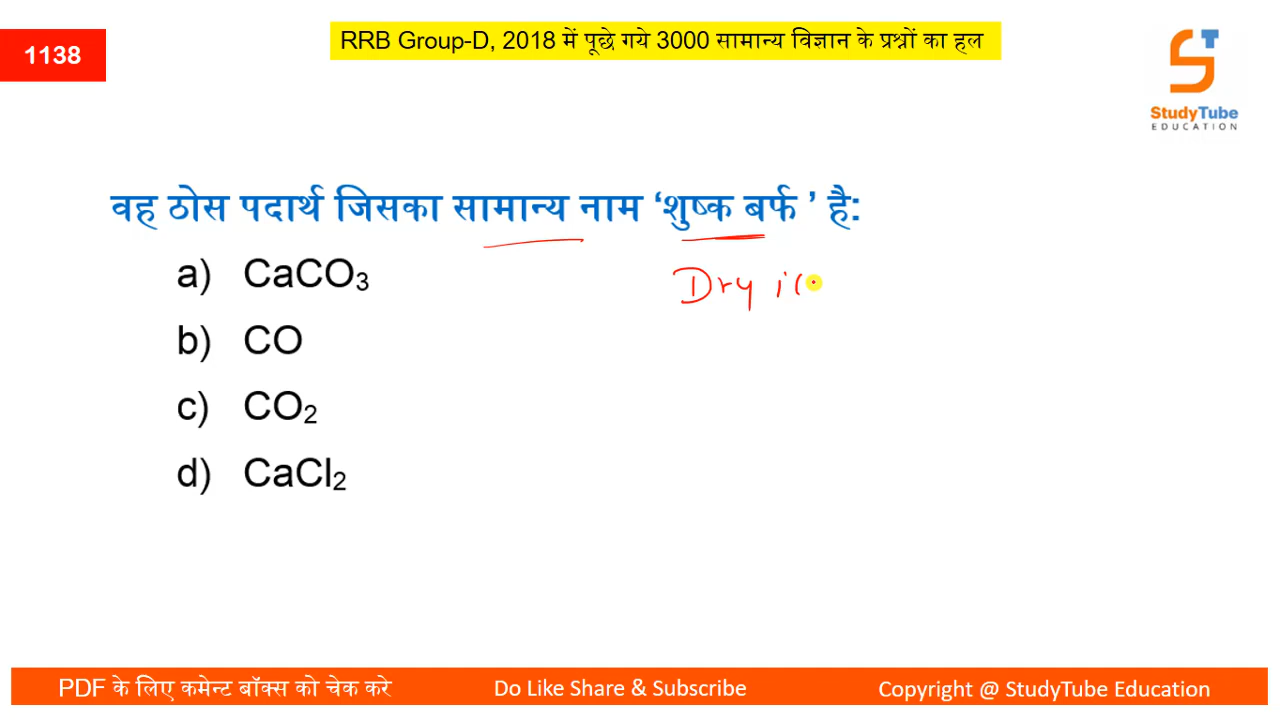 1138
RRB Group-D, 2018 में पूछे गये 3000 सामान्य विज्ञान के प्रश्नों का हल
StudyTube
EDUCATION
वह ठोस पदार्थ जिसका सामान्य नाम ‘शुष्क बर्फ ’ है:
Dry ic
a) CaCO₃
b) CO
c) CO₂
d) CaCl₂
PDF के लिए कमेन्ट बॉक्स को चेक करे
Do Like Share & Subscribe
Copyright @ StudyTube Education